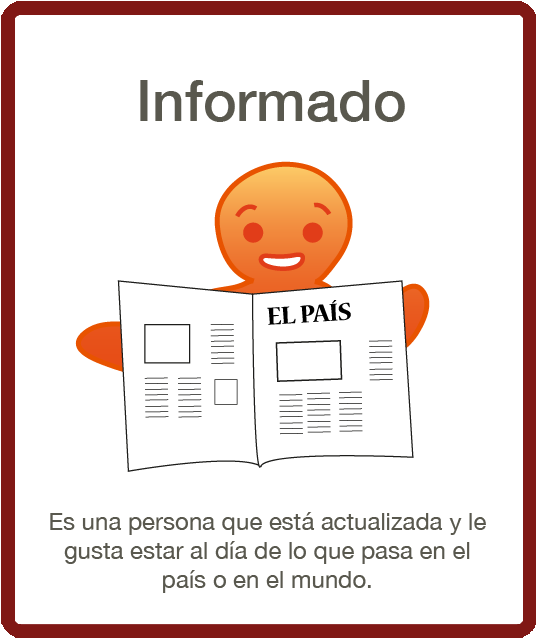 Informado
EL PAÍS
Es una persona que está actualizada y le
gusta estar al día de lo que pasa en el
país o en el mundo.